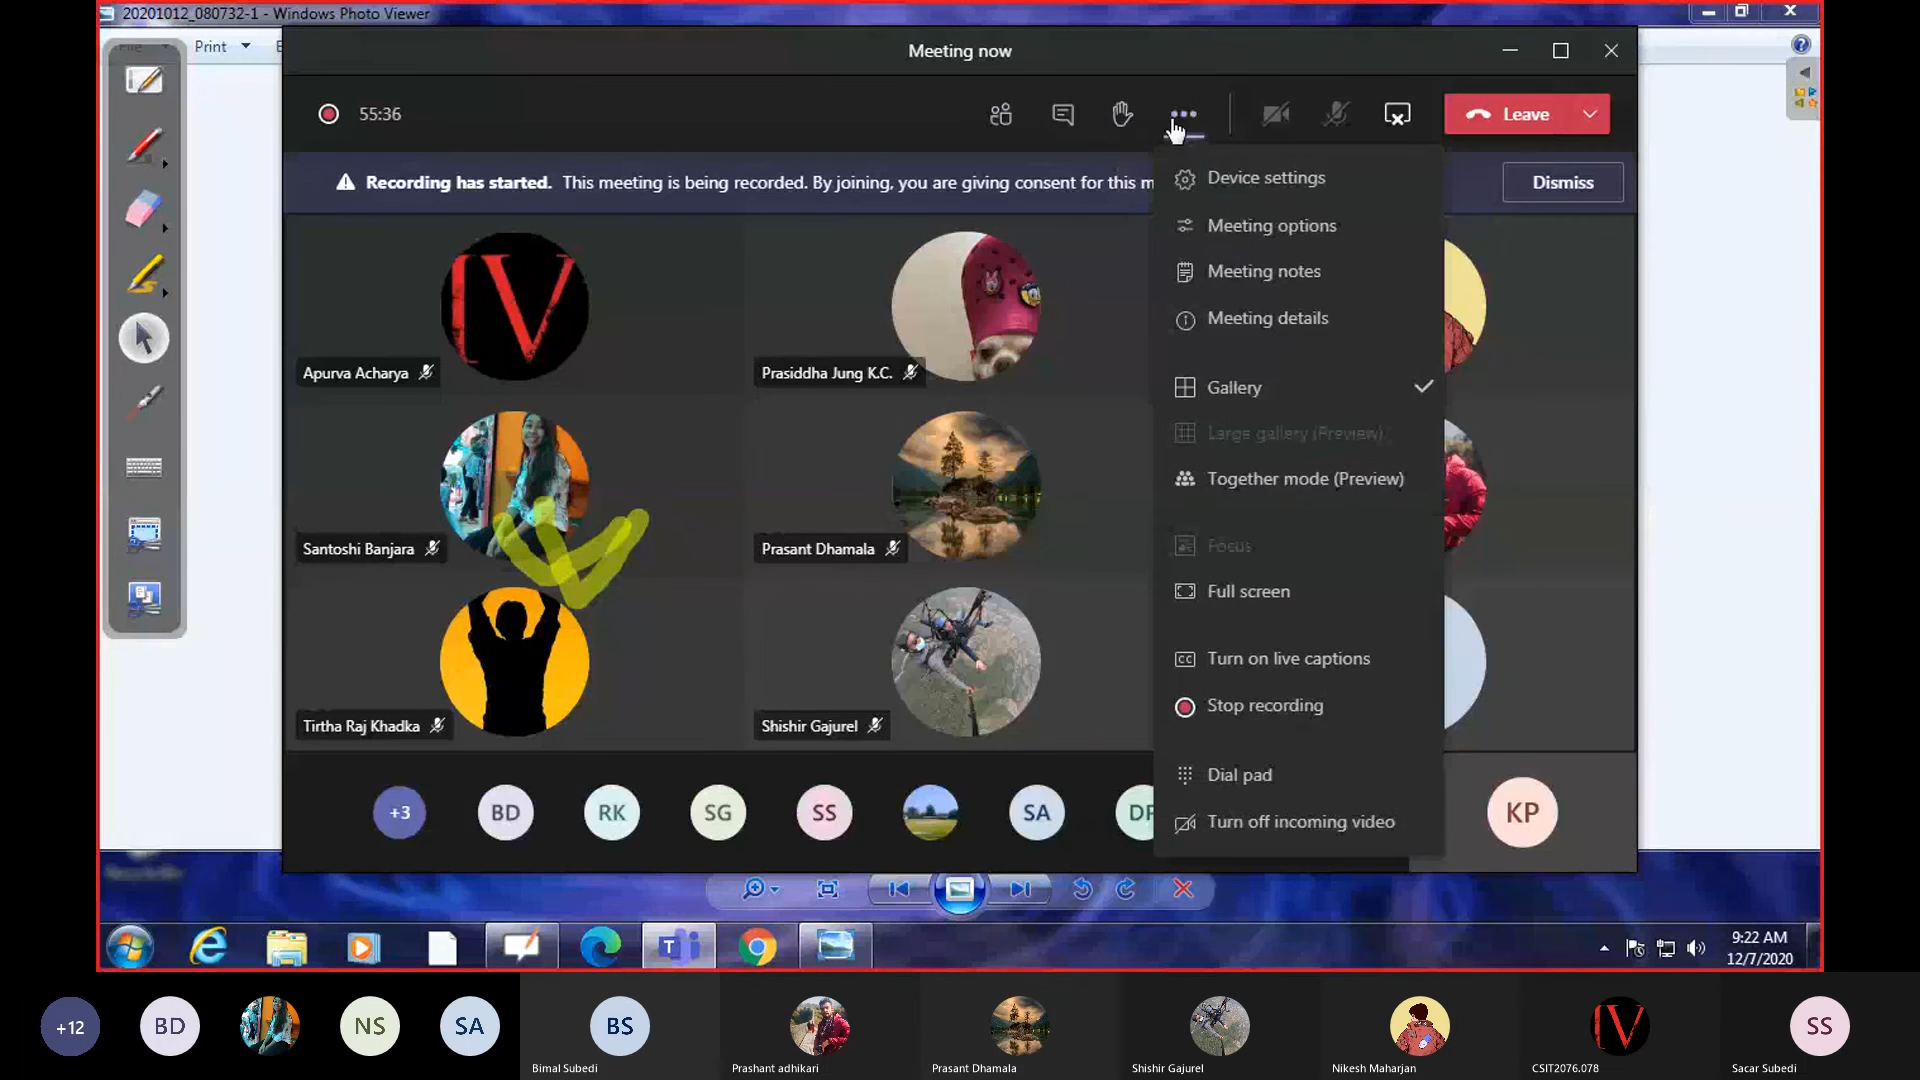 20201012_080732-1 - Windows Photo Viewer
File Print
Meeting now
55:36
Leave
Recording has started. This meeting is being recorded. By joining, you are giving consent for this m
Dismiss
Device settings
Meeting options
Meeting notes
Meeting details
Gallery
Large gallery (Preview)
Together mode (Preview)
Focus
Full screen
CC Turn on live captions
Stop recording
Dial pad
Turn off incoming video
IV
Apurva Acharya
Prasiddha Jung K.C.
Santoshi Banjara
Prasant Dhamala
Tirtha Raj Khadka
Shishir Gajurel
+3 BD RK SG SS SA DP KP
9:22 AM
12/7/2020
+12 BD NS SA BS IV SS
Bimal Subedi
Prashant adhikari
Prasant Dhamala
Shishir Gajurel
Nikesh Maharjan
CSIT2076.078
Sacar Subedi